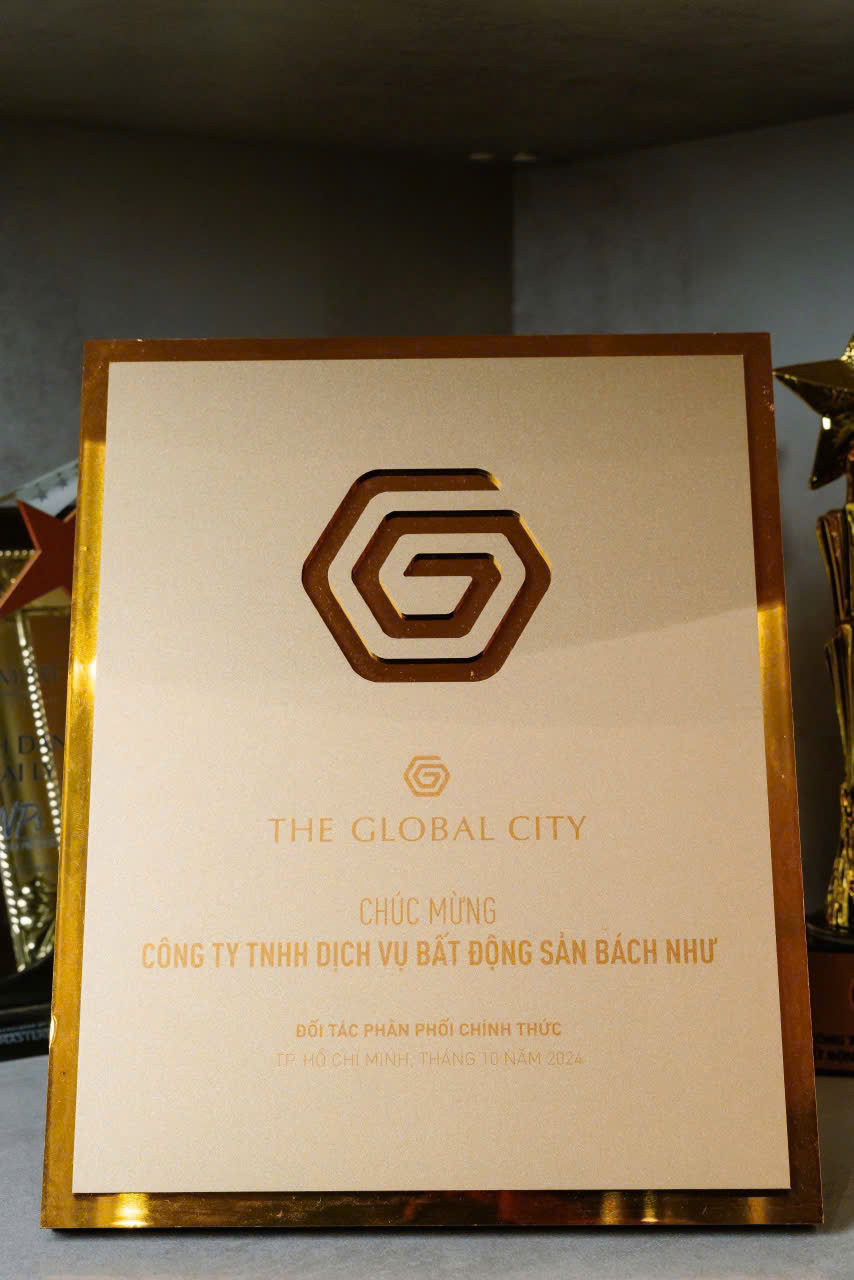 THE GLOBAL CITY
CHÚC MỪNG
CÔNG TY TNHH DỊCH VỤ BẤT ĐỘNG SẢN BÁCH NHƯ
ĐỐI TÁC PHÂN PHỐI CHÍNH THỨC
TP. HỒ CHÍ MINH, THÁNG 10 NĂM 2024